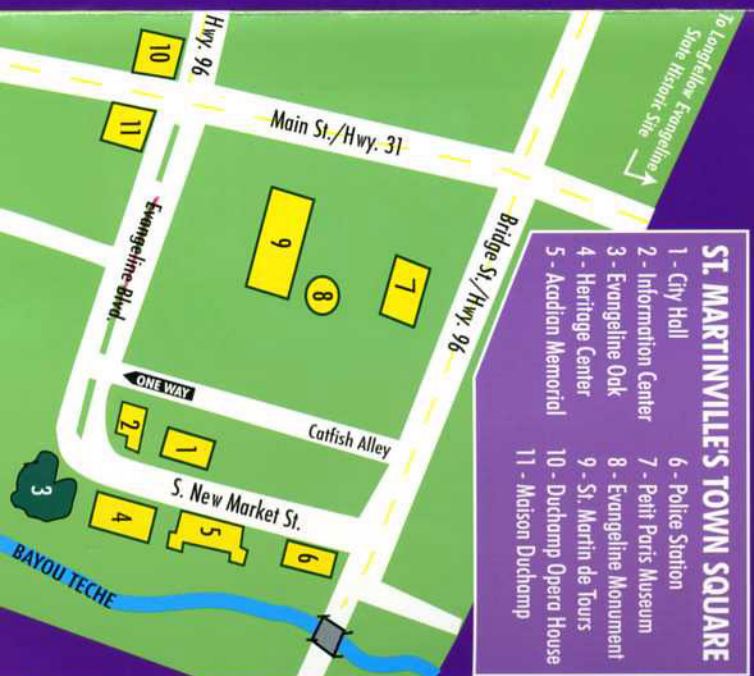 To Longfellow Evangeline
State Historic Site
ST. MARTINVILLE'S TOWN SQUARE
1 - City Hall
2 - Information Center
3 - Evangeline Oak
4 - Heritage Center
5 - Acadian Memorial
6 - Police Station
7 - Petit Paris Museum
8 - Evangeline Monument
9 - St. Martin de Tours
10 - Duchamp Opera House
11 - Maison Duchamp
Hwy. 96
10
11
Main St./Hwy. 31
Bridge St./Hwy. 96
9
8
7
Evangeline Blvd.
ONE WAY
Catfish Alley
2
1
S. New Market St.
3
4
5
6
BAYOU TECHE